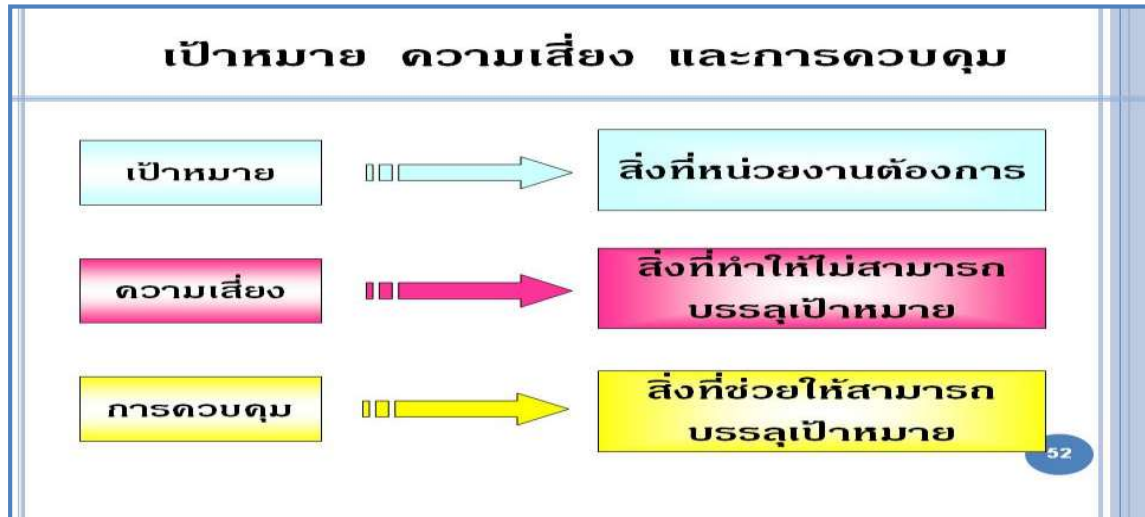 เป้าหมาย ความเสี่ยง และการควบคุม
เป้าหมาย
สิ่งที่หน่วยงานต้องการ
ความเสี่ยง
สิ่งที่ทำให้ไม่สามารถ
บรรลุเป้าหมาย
การควบคุม
สิ่งที่ช่วยให้สามารถ
บรรลุเป้าหมาย
52